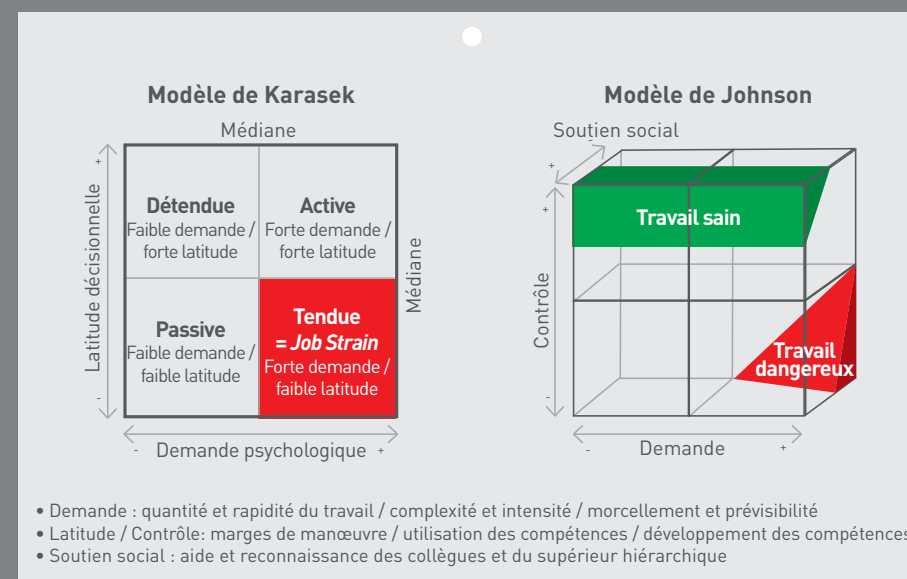 Modèle de Karasek
Médiane
Latitude décisionnelle
+
-
Détendue
Faible demande /
forte latitude
Active
Forte demande /
forte latitude
Médiane
Passive
Faible demande /
faible latitude
Tendue
= Job Strain
Forte demande /
faible latitude
- Demande psychologique +
Modèle de Johnson
Soutien social
+
-
Contrôle
+
-
Travail sain
Travail
dangereux
- Demande +
• Demande : quantité et rapidité du travail / complexité et intensité / morcellement et prévisibilité
• Latitude / Contrôle: marges de manœuvre / utilisation des compétences / développement des compétences
• Soutien social : aide et reconnaissance des collègues et du supérieur hiérarchique